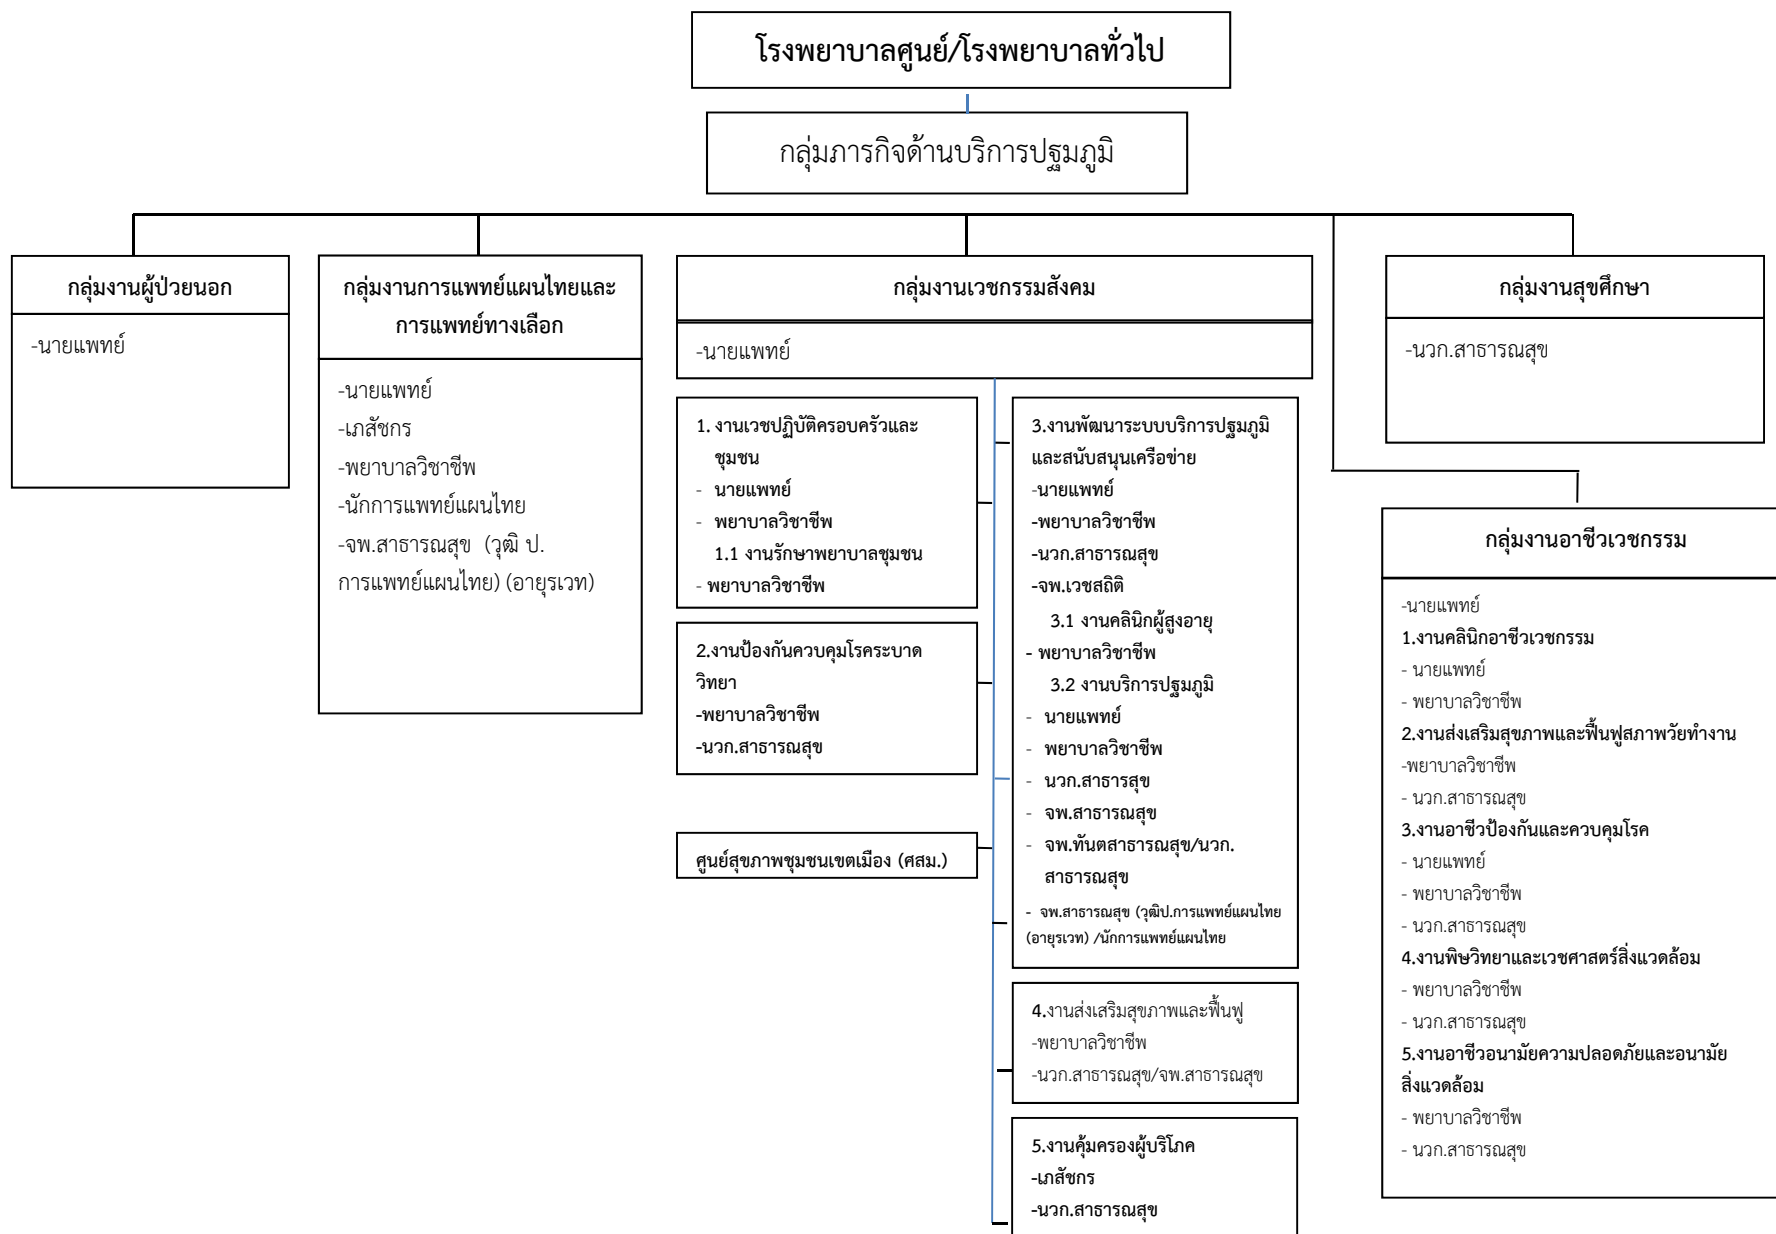 โรงพยาบาลศูนย์/โรงพยาบาลทั่วไป
กลุ่มภารกิจด้านบริการปฐมภูมิ
กลุ่มงานผู้ป่วยนอก
-นายแพทย์
กลุ่มงานการแพทย์แผนไทยและ
การแพทย์ทางเลือก
-นายแพทย์
-เภสัชกร
-พยาบาลวิชาชีพ
-นักการแพทย์แผนไทย
-จพ.สาธารณสุข (วุฒิ ป.
การแพทย์แผนไทย) (อายุรเวท)
กลุ่มงานเวชกรรมสังคม
-นายแพทย์
1. งานเวชปฏิบัติครอบครัวและ
ชุมชน
- นายแพทย์
- พยาบาลวิชาชีพ
1.1 งานรักษาพยาบาลชุมชน
- พยาบาลวิชาชีพ
2.งานป้องกันควบคุมโรคระบาด
วิทยา
-พยาบาลวิชาชีพ
-นวก.สาธารณสุข
ศูนย์สุขภาพชุมชนเขตเมือง (ศสม.)
3.งานพัฒนาระบบบริการปฐมภูมิ
และสนับสนุนเครือข่าย
-นายแพทย์
-พยาบาลวิชาชีพ
-นวก.สาธารณสุข
-จพ.เวชสถิติ
3.1 งานคลินิกผู้สูงอายุ
- พยาบาลวิชาชีพ
3.2 งานบริการปฐมภูมิ
- นายแพทย์
- พยาบาลวิชาชีพ
- นวก.สาธารสุข
- จพ.สาธารณสุข
- จพ.ทันตสาธารณสุข/นวก.
สาธารณสุข
- จพ.สาธารณสุข (วุฒิป.การแพทย์แผนไทย
(อายุรเวท) /นักการแพทย์แผนไทย
4.งานส่งเสริมสุขภาพและฟื้นฟู
-พยาบาลวิชาชีพ
-นวก.สาธารณสุข/จพ.สาธารณสุข
5.งานคุ้มครองผู้บริโภค
-เภสัชกร
-นวก.สาธารณสุข
กลุ่มงานสุขศึกษา
-นวก.สาธารณสุข
กลุ่มงานอาชีวเวชกรรม
-นายแพทย์
1.งานคลินิกอาชีวเวชกรรม
- นายแพทย์
- พยาบาลวิชาชีพ
2.งานส่งเสริมสุขภาพและฟื้นฟูสภาพวัยทำงาน
-พยาบาลวิชาชีพ
- นวก.สาธารณสุข
3.งานอาชีวป้องกันและควบคุมโรค
- นายแพทย์
- พยาบาลวิชาชีพ
- นวก.สาธารณสุข
4.งานพิษวิทยาและเวชศาสตร์สิ่งแวดล้อม
- พยาบาลวิชาชีพ
- นวก.สาธารณสุข
5.งานอาชีวอนามัยความปลอดภัยและอนามัย
สิ่งแวดล้อม
- พยาบาลวิชาชีพ
- นวก.สาธารณสุข